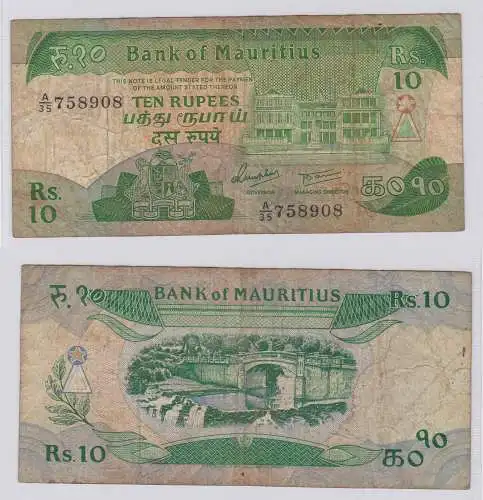 रु.१०
Bank of Mauritius
Rs.
10
THIS NOTE IS LEGAL TENDER FOR THE PAYMENT
OF THE AMOUNT STATED THEREON
A/35 758908
TEN RUPEES
பத்து ரூபாய்
दस रुपये
Rs.
10
GOVERNOR
MANAGING DIRECTOR
A/35 758908
रु.१०
BANK of MAURITIUS
Rs.10
Rs.10